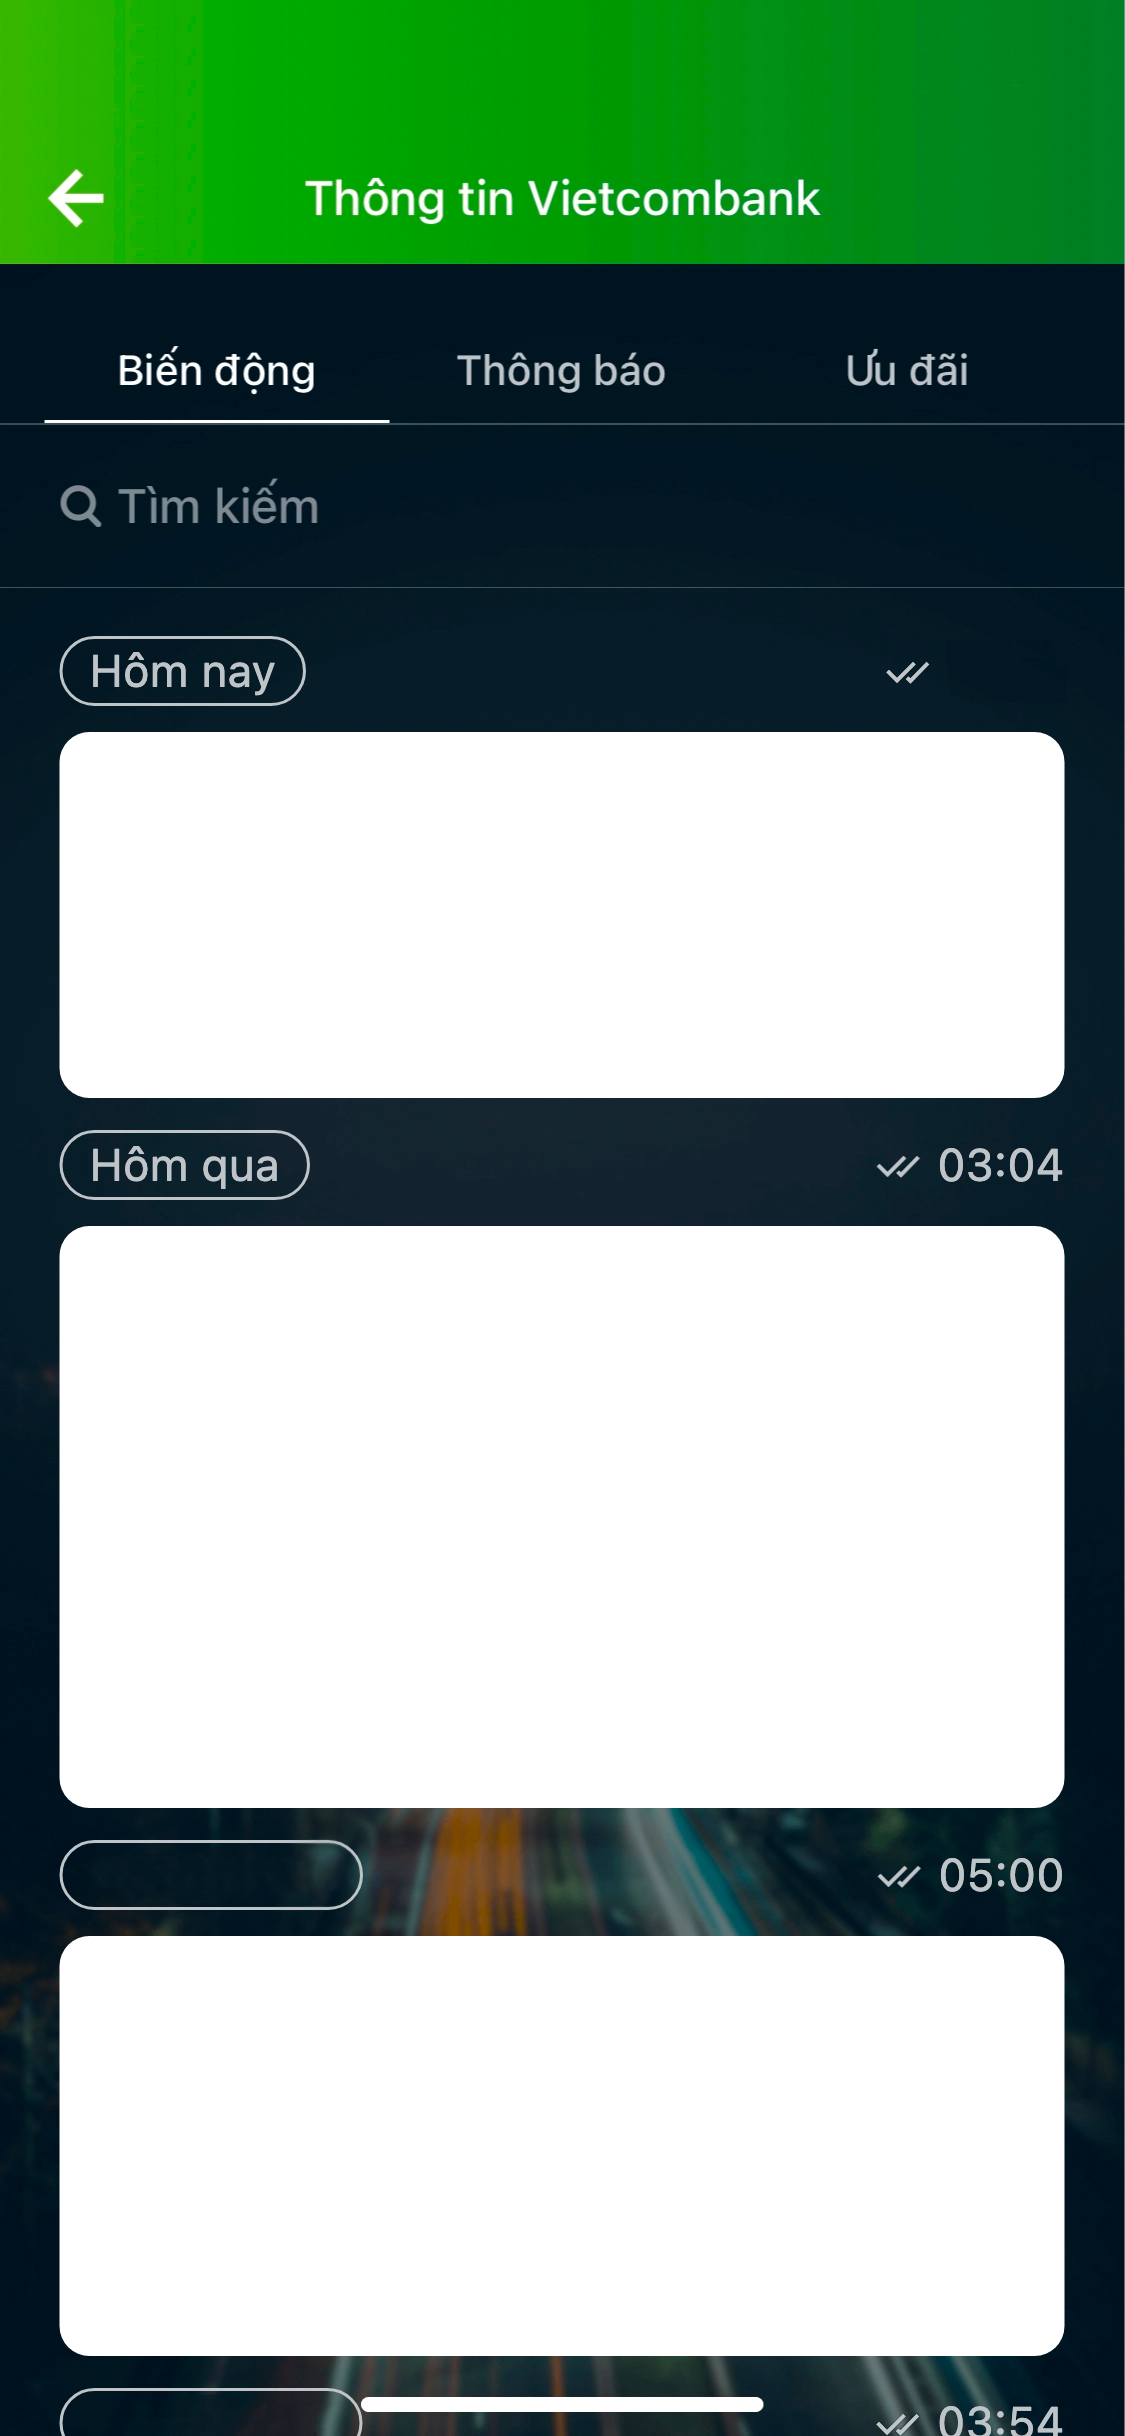 Thông tin Vietcombank
Biến động Thông báo Ưu đãi
Tìm kiếm
Hôm nay
Hôm qua 03:04
05:00
03:54